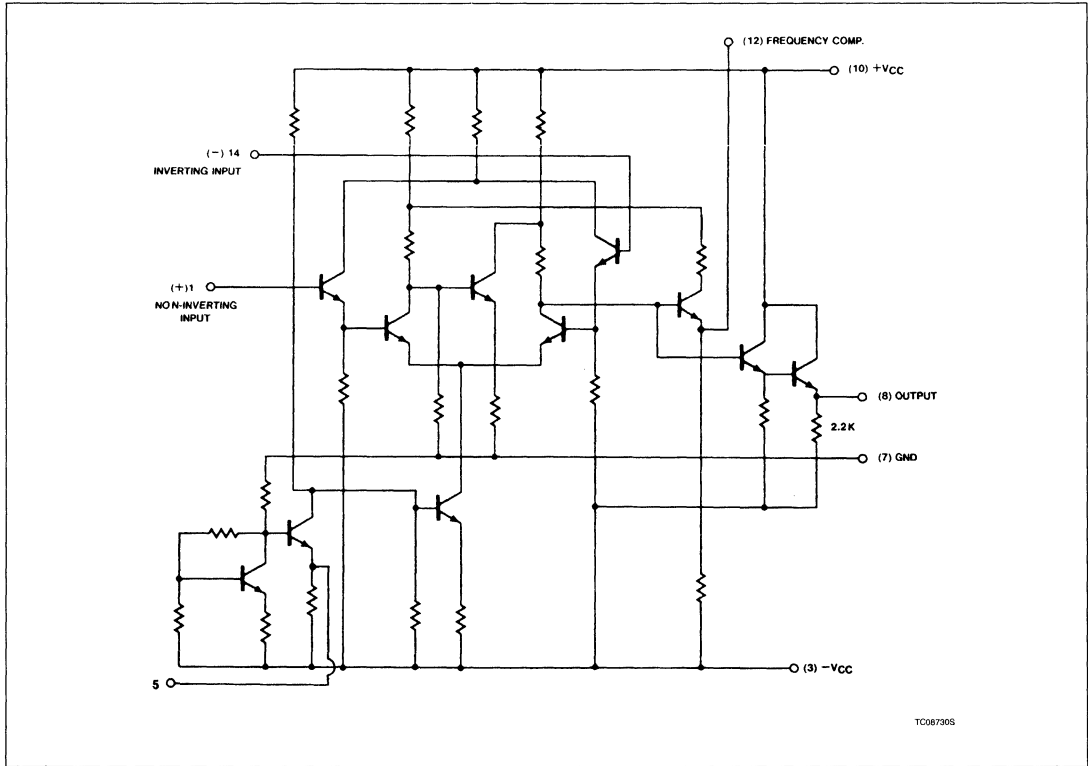 (12) FREQUENCY COMP.
(10) +VCC
(−) 14
INVERTING INPUT
(+)1
NON-INVERTING
INPUT
(8) OUTPUT
2.2K
(7) GND
(3) −VCC
5
TC08730S